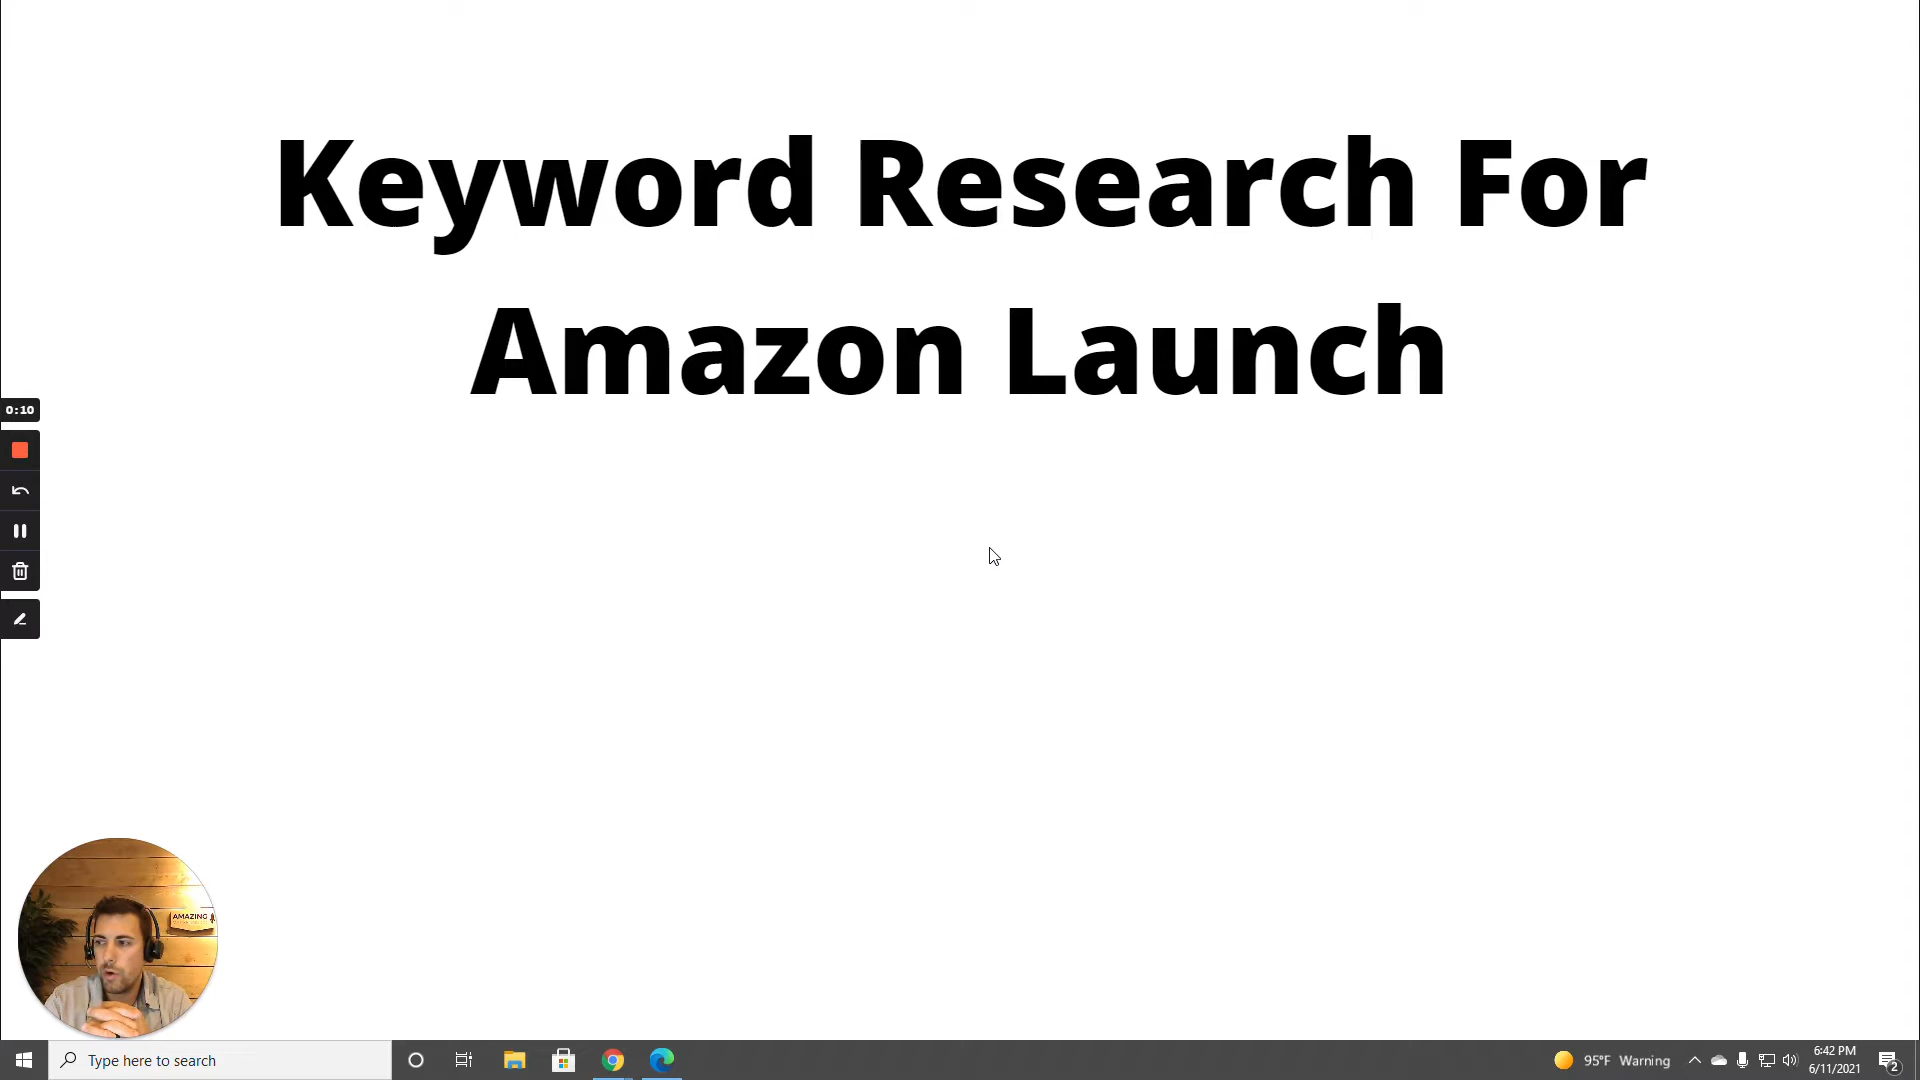 Keyword Research For
Amazon Launch
0:10
AMAZING
Type here to search
95°F Warning
6:42 PM
6/11/2021
2